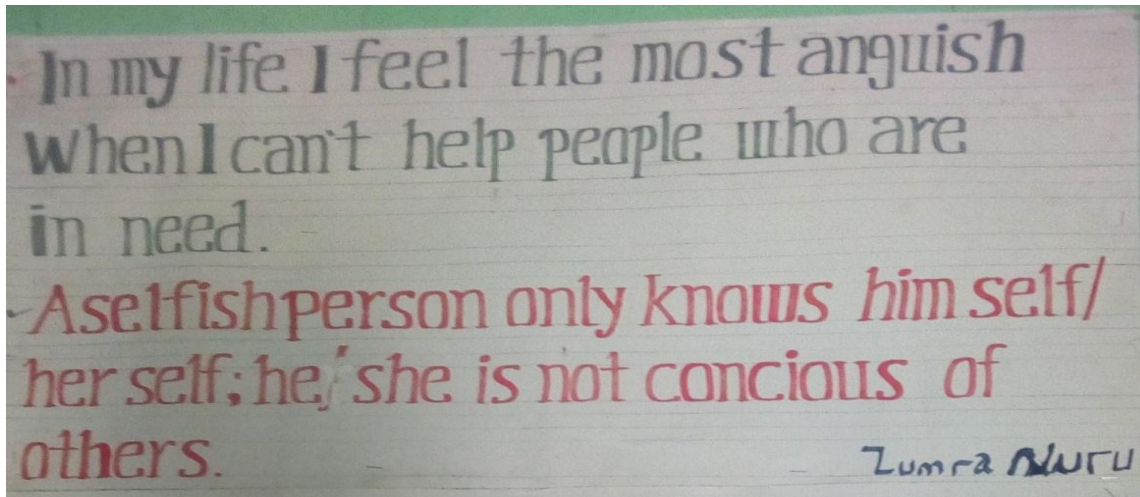 In my life I feel the most anguish
When I can't help people who are
in need.
- A selfish person only knows him self/
her self; he/ she is not concious of
others.
Zumra Nuru